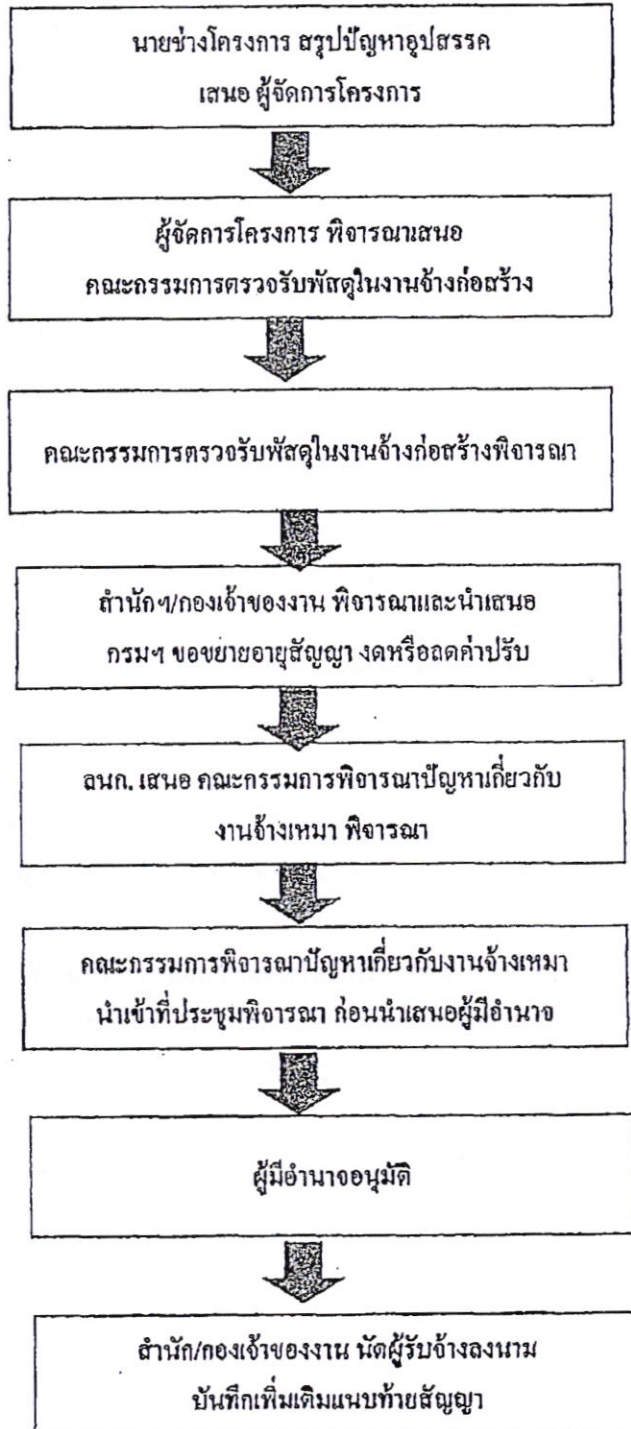 นายช่างโครงการ สรุปปัญหาอุปสรรค
เสนอ ผู้จัดการโครงการ
ผู้จัดการโครงการ พิจารณาเสนอ
คณะกรรมการตรวจรับพัสดุในงานจ้างก่อสร้าง
คณะกรรมการตรวจรับพัสดุในงานจ้างก่อสร้างพิจารณา
สำนักฯ/กองเจ้าของงาน พิจารณาและนำเสนอ
กรมฯ ขอขยายอายุสัญญา งดหรือลดค่าปรับ
ลนก. เสนอ คณะกรรมการพิจารณาปัญหาเกี่ยวกับ
งานจ้างเหมา พิจารณา
คณะกรรมการพิจารณาปัญหาเกี่ยวกับงานจ้างเหมา
นำเข้าที่ประชุมพิจารณา ก่อนนำเสนอผู้มีอำนาจ
ผู้มีอำนาจอนุมัติ
สำนัก/กองเจ้าของงาน นัดผู้รับจ้างลงนาม
บันทึกเพิ่มเติมแนบท้ายสัญญา